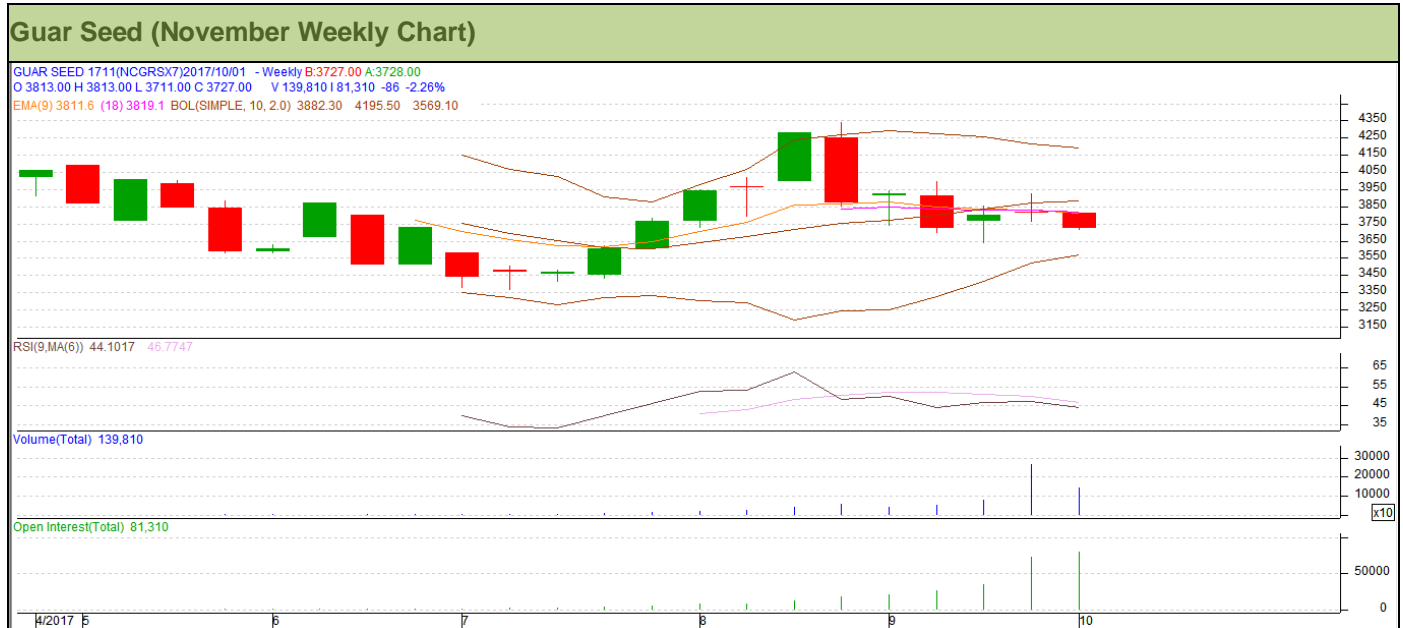 Guar Seed (November Weekly Chart)
GUAR SEED 1711(NCGRSX7)2017/10/01 - Weekly B:3727.00 A:3728.00
O 3813.00 H 3813.00 L 3711.00 C 3727.00 V 139,810 I 81,310 -86 -2.26%
EMA(9) 3811.6 (18) 3819.1 BOL(SIMPLE, 10, 2.0) 3882.30 4195.50 3569.10
4350
4250
4150
4050
3950
3850
3750
3650
3550
3450
3350
3250
3150
RSI(9,MA(6)) 44.1017 46.7747
65
55
45
35
Volume(Total) 139,810
30000
20000
10000
x10
Open Interest(Total) 81,310
50000
0
4/2017 5 6 7 8 9 10